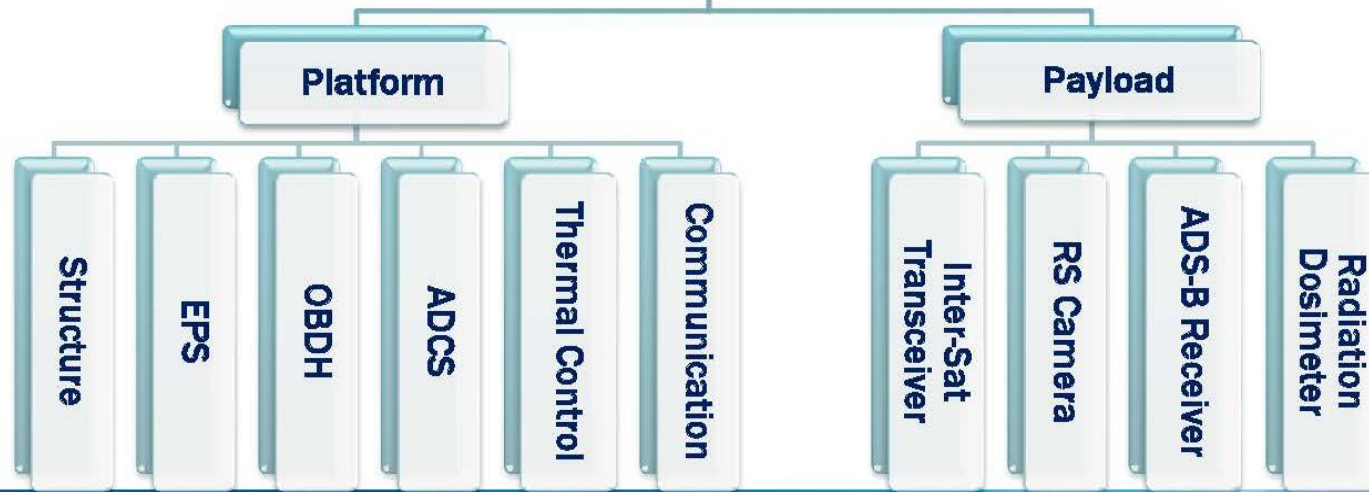 Platform
Payload
Structure
EPS
OBDH
ADCS
Thermal Control
Communication
Inter-Sat
Transceiver
RS Camera
ADS-B Receiver
Radiation
Dosimeter